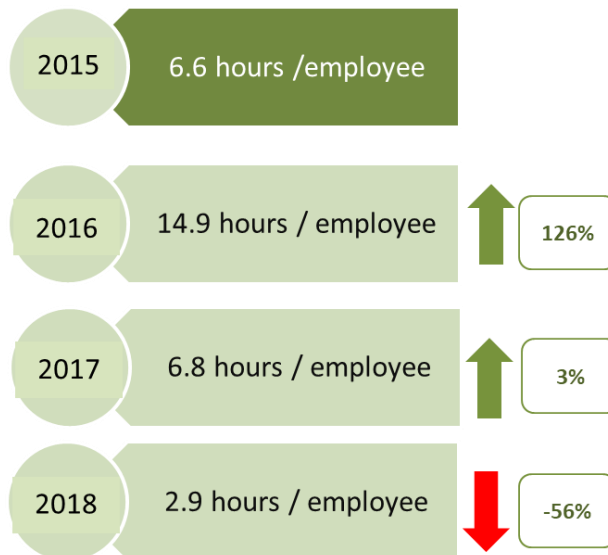 2015
6.6 hours /employee
2016
14.9 hours / employee
126%
2017
6.8 hours / employee
3%
2018
2.9 hours / employee
-56%